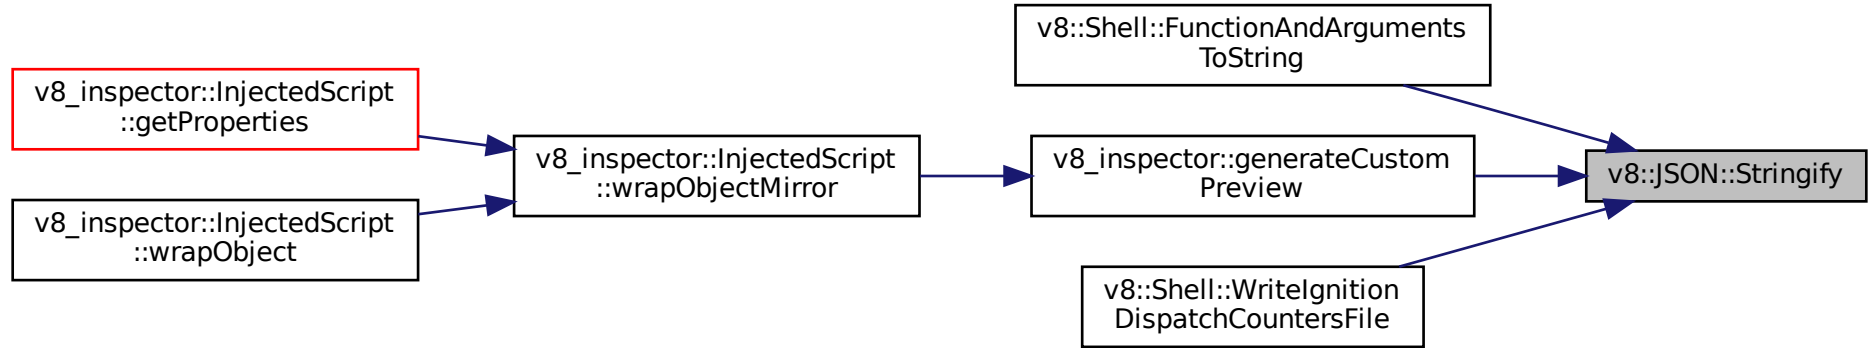 v8::Shell::FunctionAndArguments
ToString
v8_inspector::InjectedScript
::getProperties
v8_inspector::InjectedScript
::wrapObjectMirror
v8_inspector::generateCustom
Preview
v8::JSON::Stringify
v8_inspector::InjectedScript
::wrapObject
v8::Shell::WriteIgnition
DispatchCountersFile